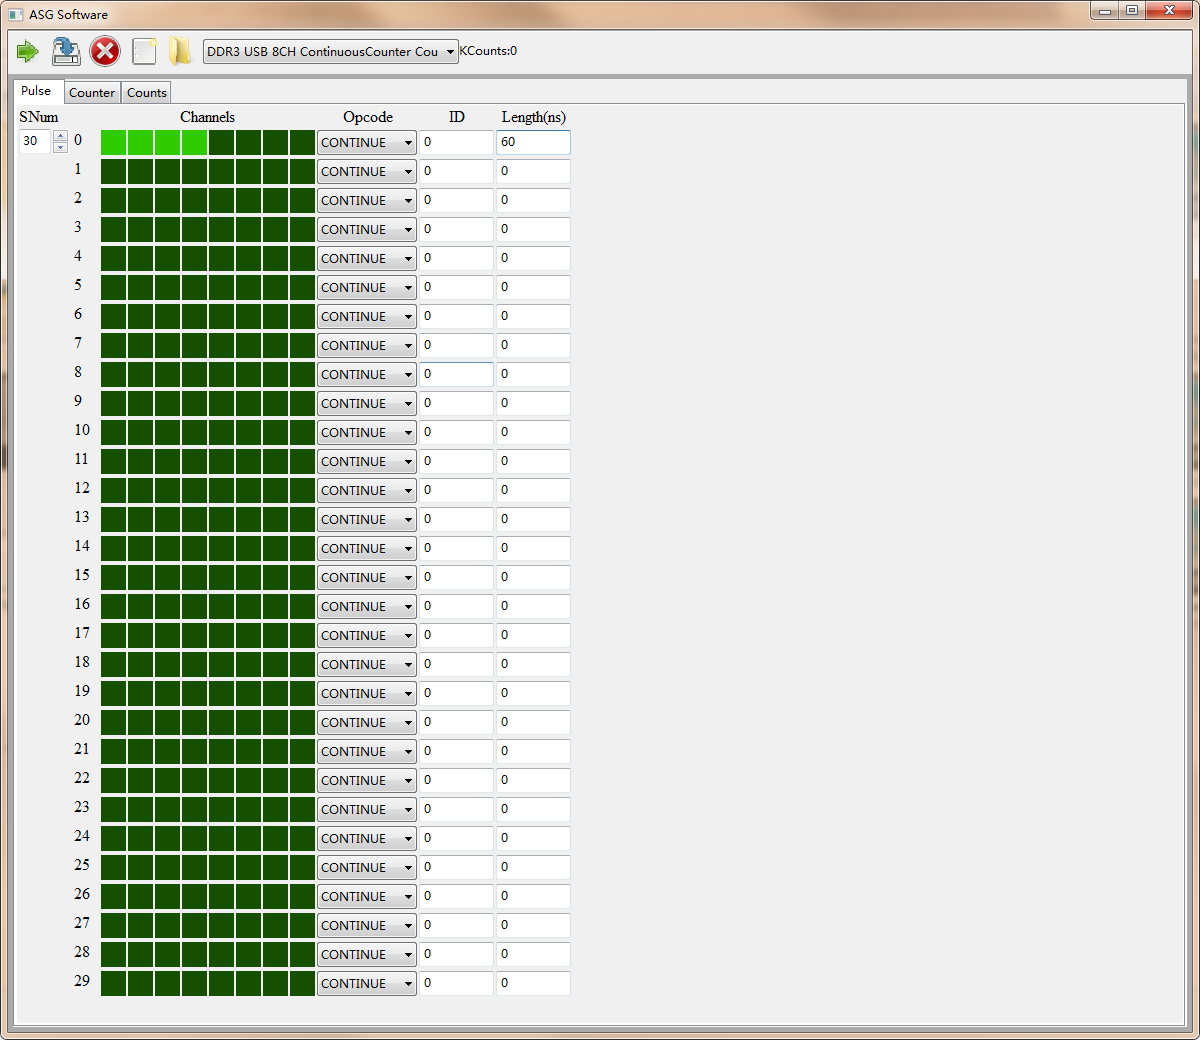 ASG Software
DDR3 USB 8CH ContinuousCounter Cou KCounts:0
Pulse Counter Counts
SNum Channels Opcode ID Length(ns)
30 0 CONTINUE 0 60
1 CONTINUE 0 0
2 CONTINUE 0 0
3 CONTINUE 0 0
4 CONTINUE 0 0
5 CONTINUE 0 0
6 CONTINUE 0 0
7 CONTINUE 0 0
8 CONTINUE 0 0
9 CONTINUE 0 0
10 CONTINUE 0 0
11 CONTINUE 0 0
12 CONTINUE 0 0
13 CONTINUE 0 0
14 CONTINUE 0 0
15 CONTINUE 0 0
16 CONTINUE 0 0
17 CONTINUE 0 0
18 CONTINUE 0 0
19 CONTINUE 0 0
20 CONTINUE 0 0
21 CONTINUE 0 0
22 CONTINUE 0 0
23 CONTINUE 0 0
24 CONTINUE 0 0
25 CONTINUE 0 0
26 CONTINUE 0 0
27 CONTINUE 0 0
28 CONTINUE 0 0
29 CONTINUE 0 0